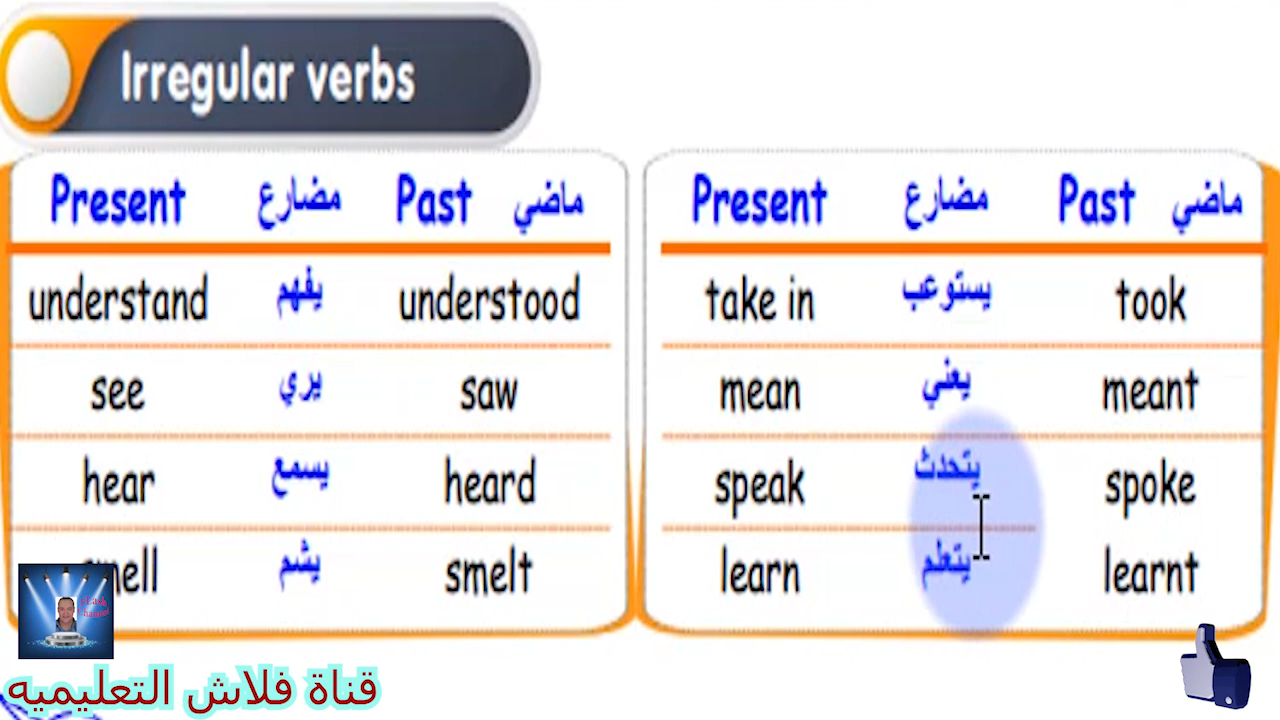 Irregular verbs
Present مضارع Past ماضي
understand يفهم understood
see يري saw
hear يسمع heard
smell يشم smelt
Present مضارع Past ماضي
take in يستوعب took
mean يعني meant
speak يتحدث spoke
learn يتعلم learnt
قناة فلاش التعليميه